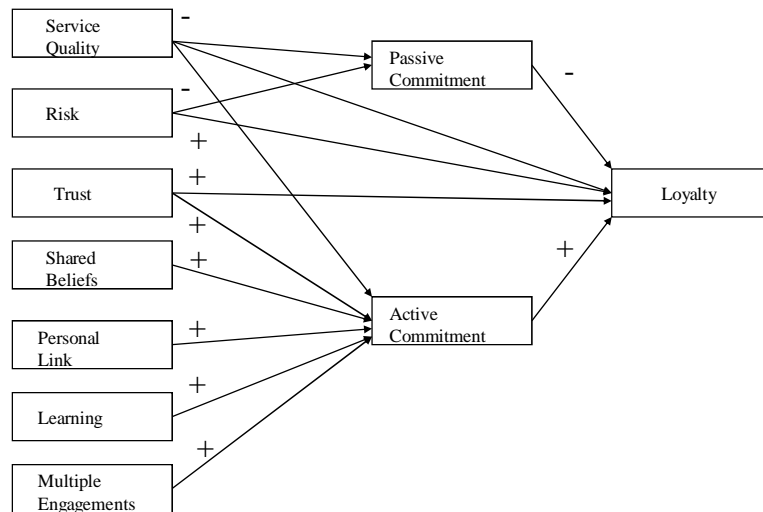 -
Service
Quality
Passive
Commitment
-
-
Risk
+
+
Trust
Loyalty
+
+
+
Shared
Beliefs
Active
Commitment
+
Personal
Link
+
Learning
+
Multiple
Engagements